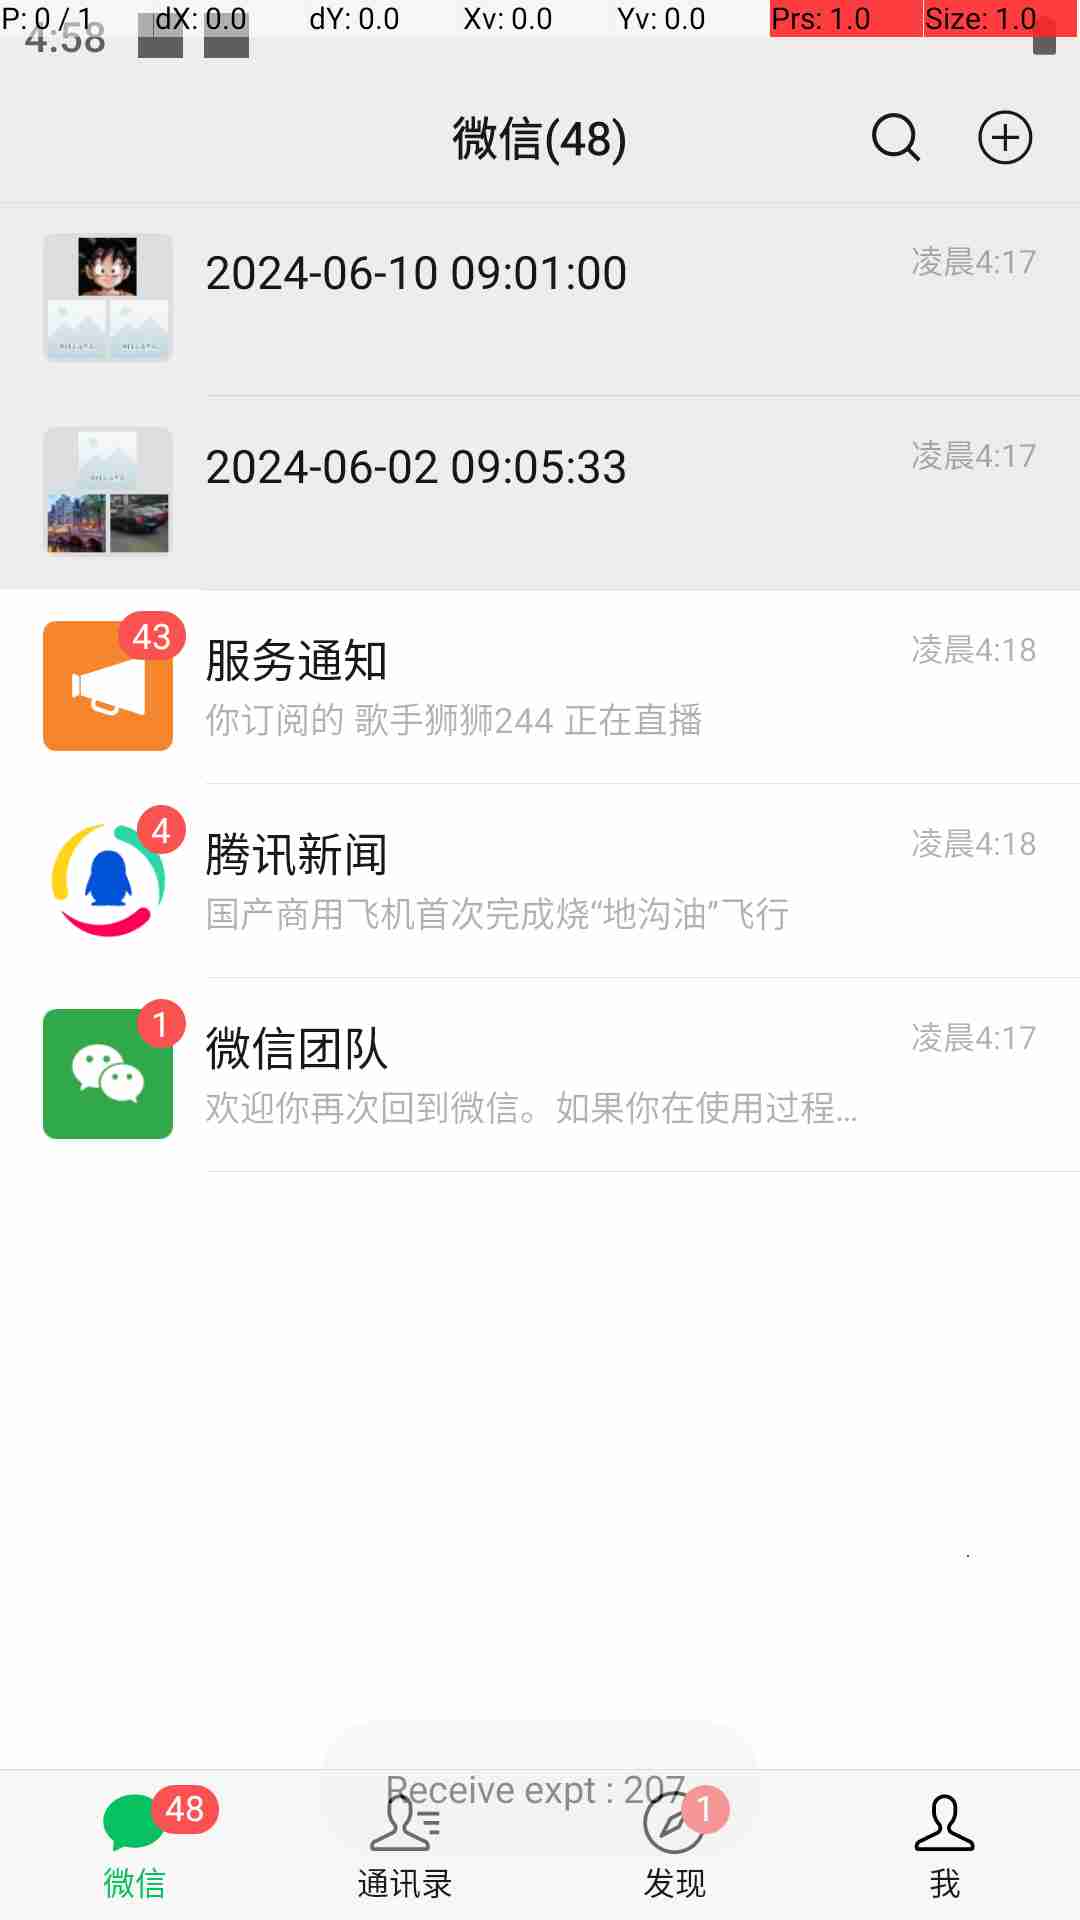 P: 0 / 1 dX: 0.0 dY: 0.0 Xv: 0.0 Yv: 0.0 Prs: 1.0 Size: 1.0
4:58
微信(48)
2024-06-10 09:01:00 凌晨4:17
2024-06-02 09:05:33 凌晨4:17
43
服务通知 凌晨4:18
你订阅的 歌手狮狮244 正在直播
4
腾讯新闻 凌晨4:18
国产商用飞机首次完成烧“地沟油”飞行
1
微信团队 凌晨4:17
欢迎你再次回到微信。如果你在使用过程...
Receive expt : 207
48 1
微信 通讯录 发现 我